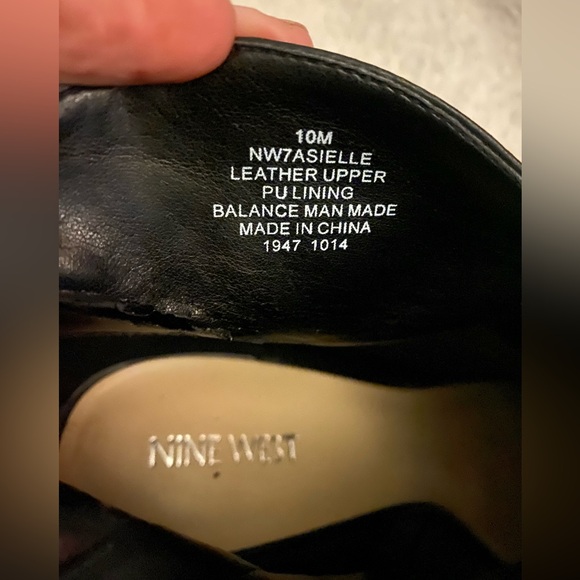 10M
NW7ASIELLE
LEATHER UPPER
PU LINING
BALANCE MAN MADE
MADE IN CHINA
1947 1014
NINE WEST